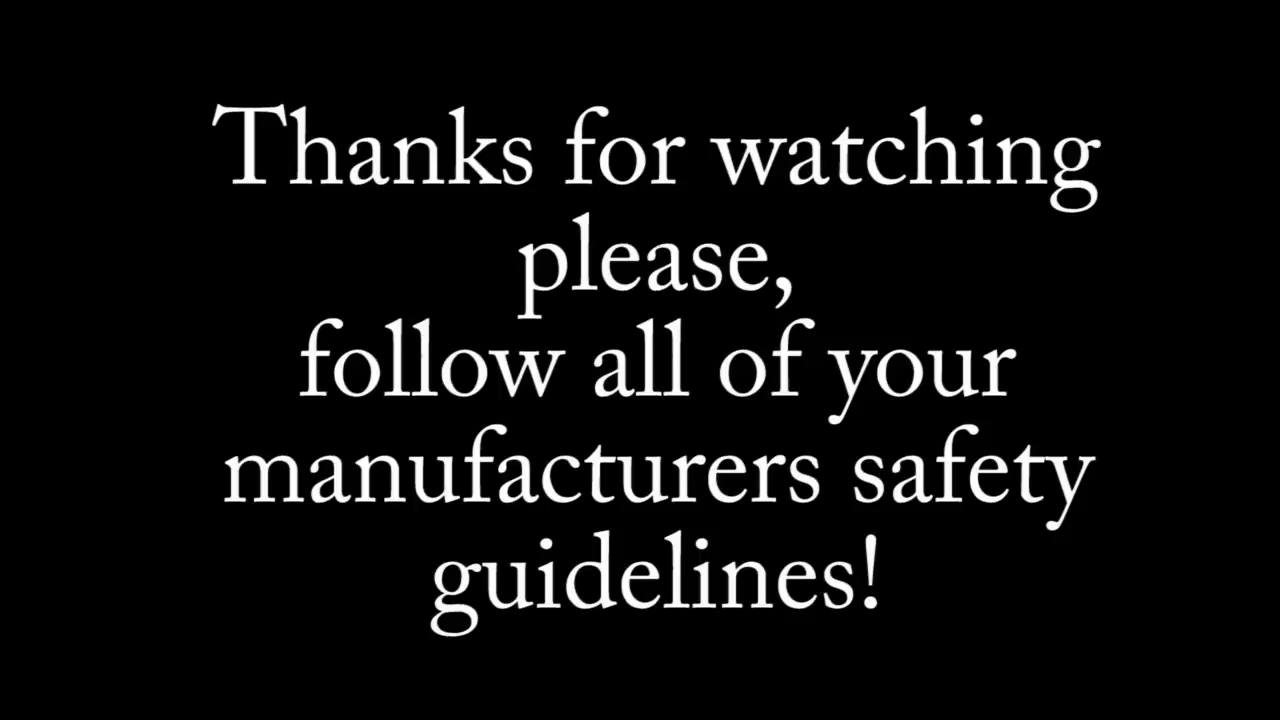 Thanks for watching
please,
follow all of your
manufacturers safety
guidelines!